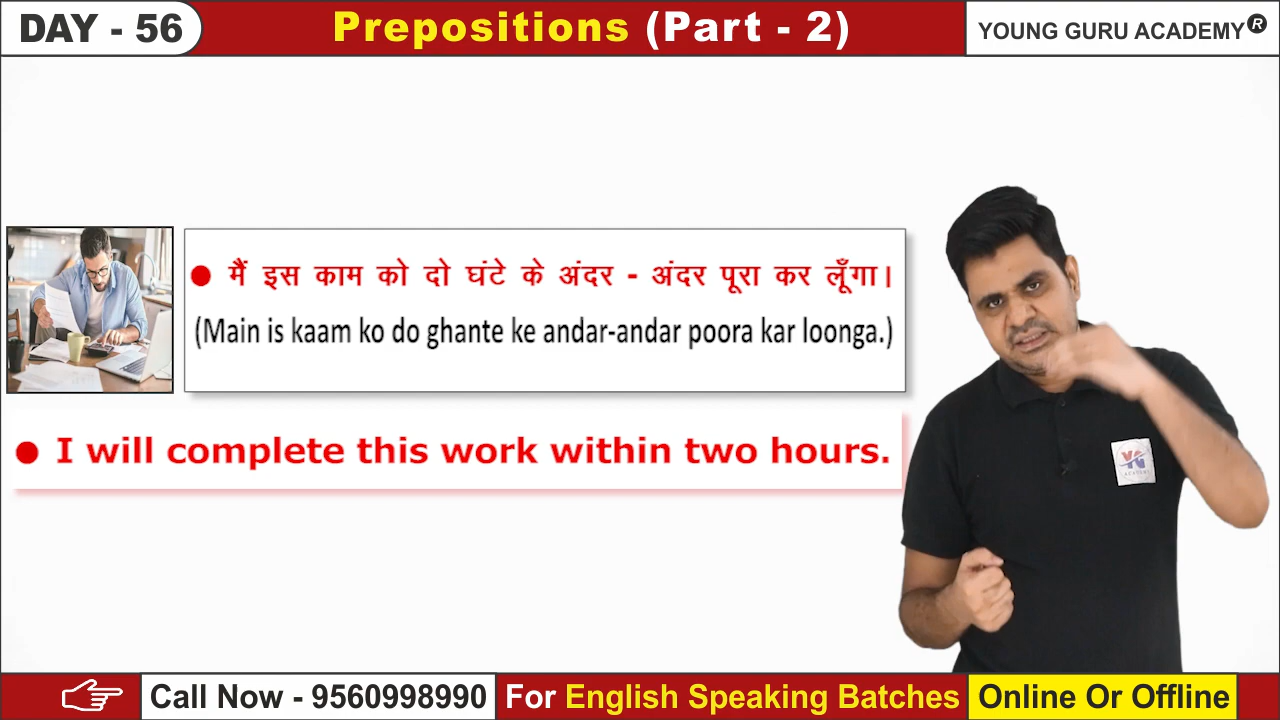 DAY - 56
Prepositions (Part - 2)
YOUNG GURU ACADEMY®
● मैं इस काम को दो घंटे के अंदर - अंदर पूरा कर लूँगा।
(Main is kaam ko do ghante ke andar-andar poora kar loonga.)
● I will complete this work within two hours.
Call Now - 9560998990 For English Speaking Batches Online Or Offline